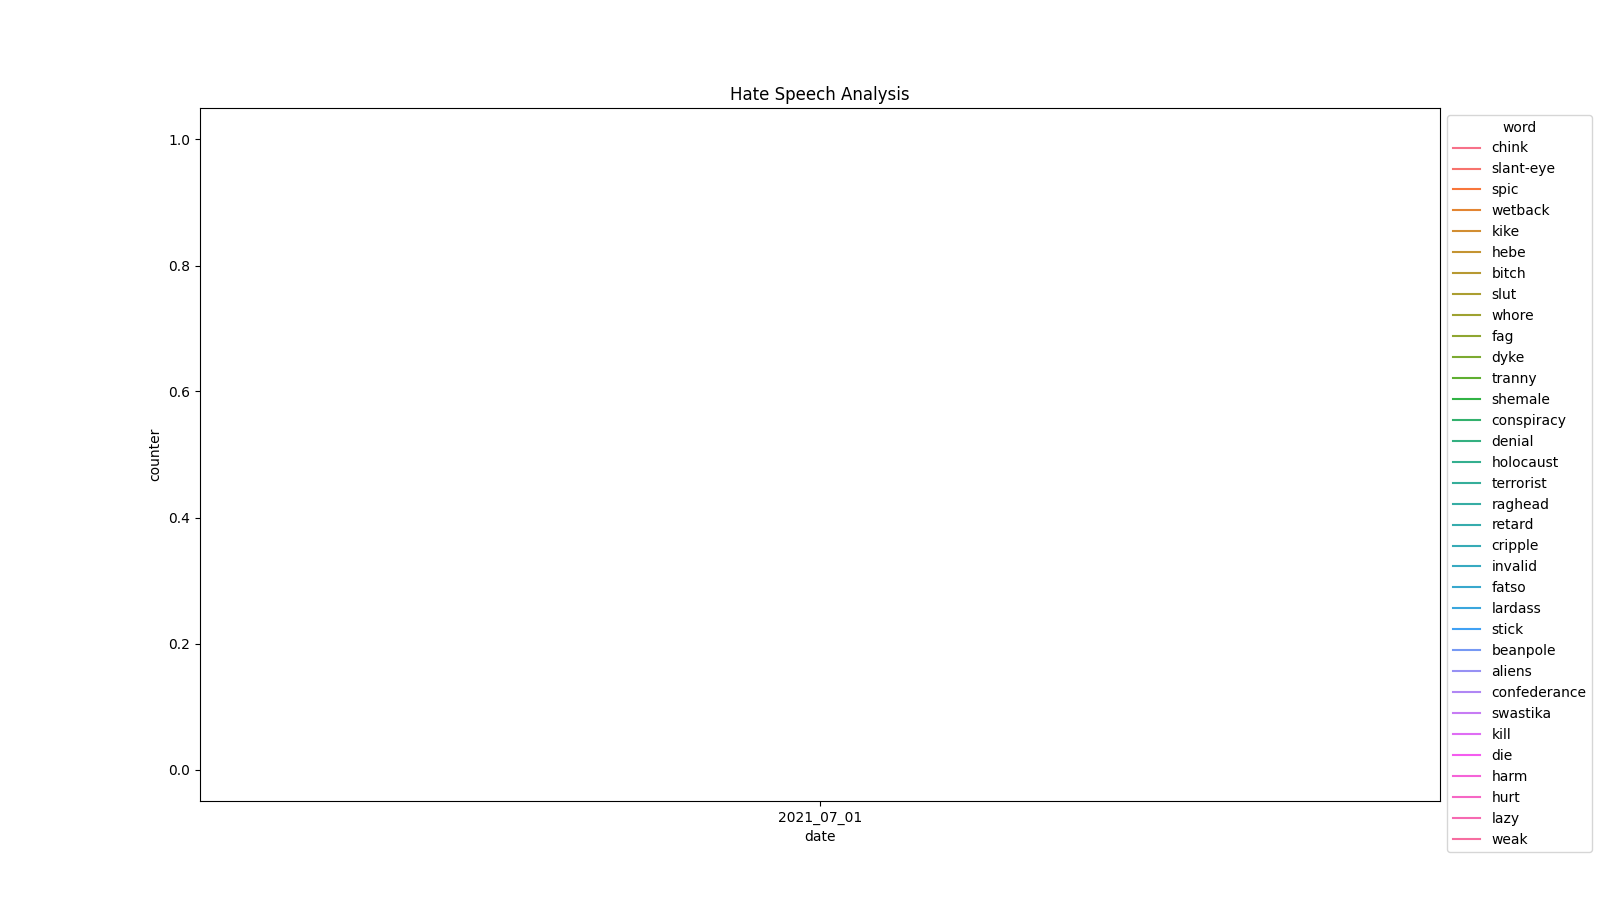 Hate Speech Analysis
1.0
0.8
0.6
0.4
0.2
0.0
counter
2021_07_01
date
word
chink
slant-eye
spic
wetback
kike
hebe
bitch
slut
whore
fag
dyke
tranny
shemale
conspiracy
denial
holocaust
terrorist
raghead
retard
cripple
invalid
fatso
lardass
stick
beanpole
aliens
confederance
swastika
kill
die
harm
hurt
lazy
weak